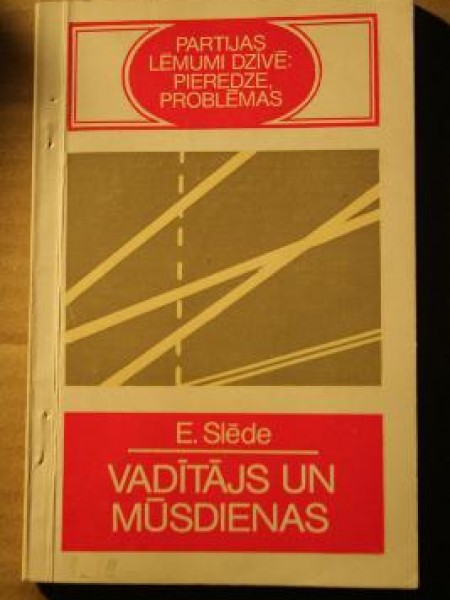 PARTIJAS
LĒMUMI DZĪVĒ:
PIEREDZE,
PROBLĒMAS
E. Slēde
VADĪTĀJS UN
MŪSDIENAS